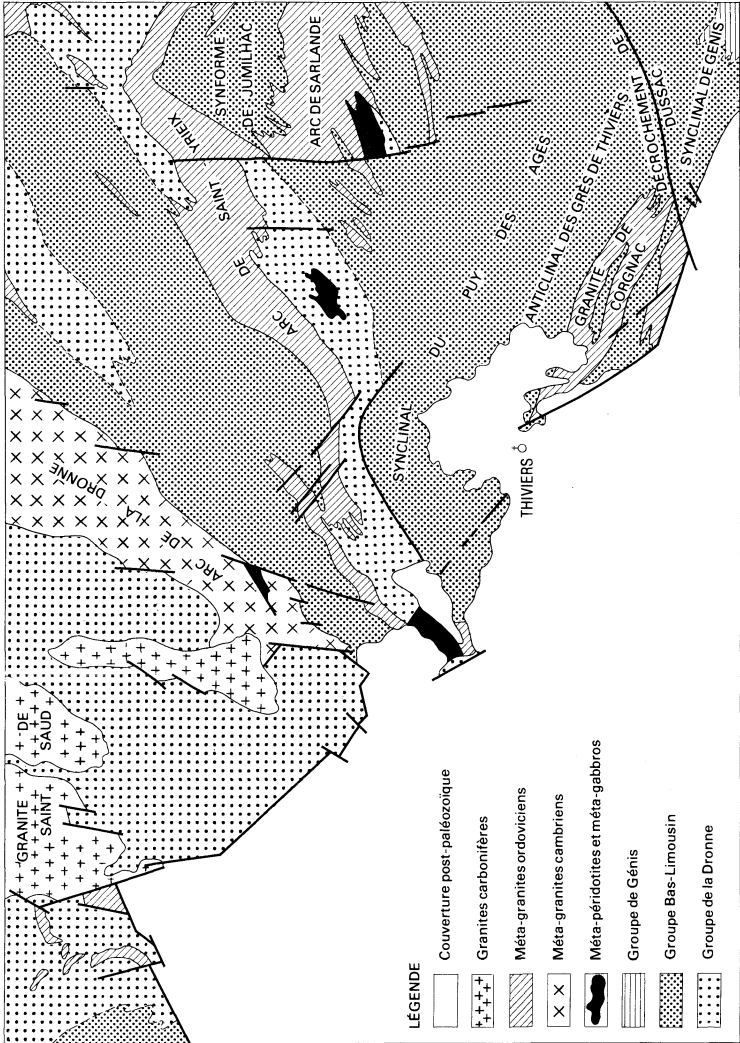 GRANITE DE
SAINT SAUD
ARC DE LA DRONNE
ARC DE SAINT YRIEIX
SYNFORME
DE JUMILHAC
ARC DE SARLANDE
SYNCLINAL DU PUY DES AGES
ANTICLINAL DES GRÈS DE THIVIERS
GRANITE DE
CORGNAC
DÉCROCHEMENT DE
DUSSAC
SYNCLINAL DE GÉNIS
THIVIERS
LÉGENDE
Couverture post-paléozoïque
Granites carbonifères
Méta-granites ordoviciens
Méta-granites cambriens
Méta-péridotites et méta-gabbros
Groupe de Génis
Groupe Bas-Limousin
Groupe de la Dronne